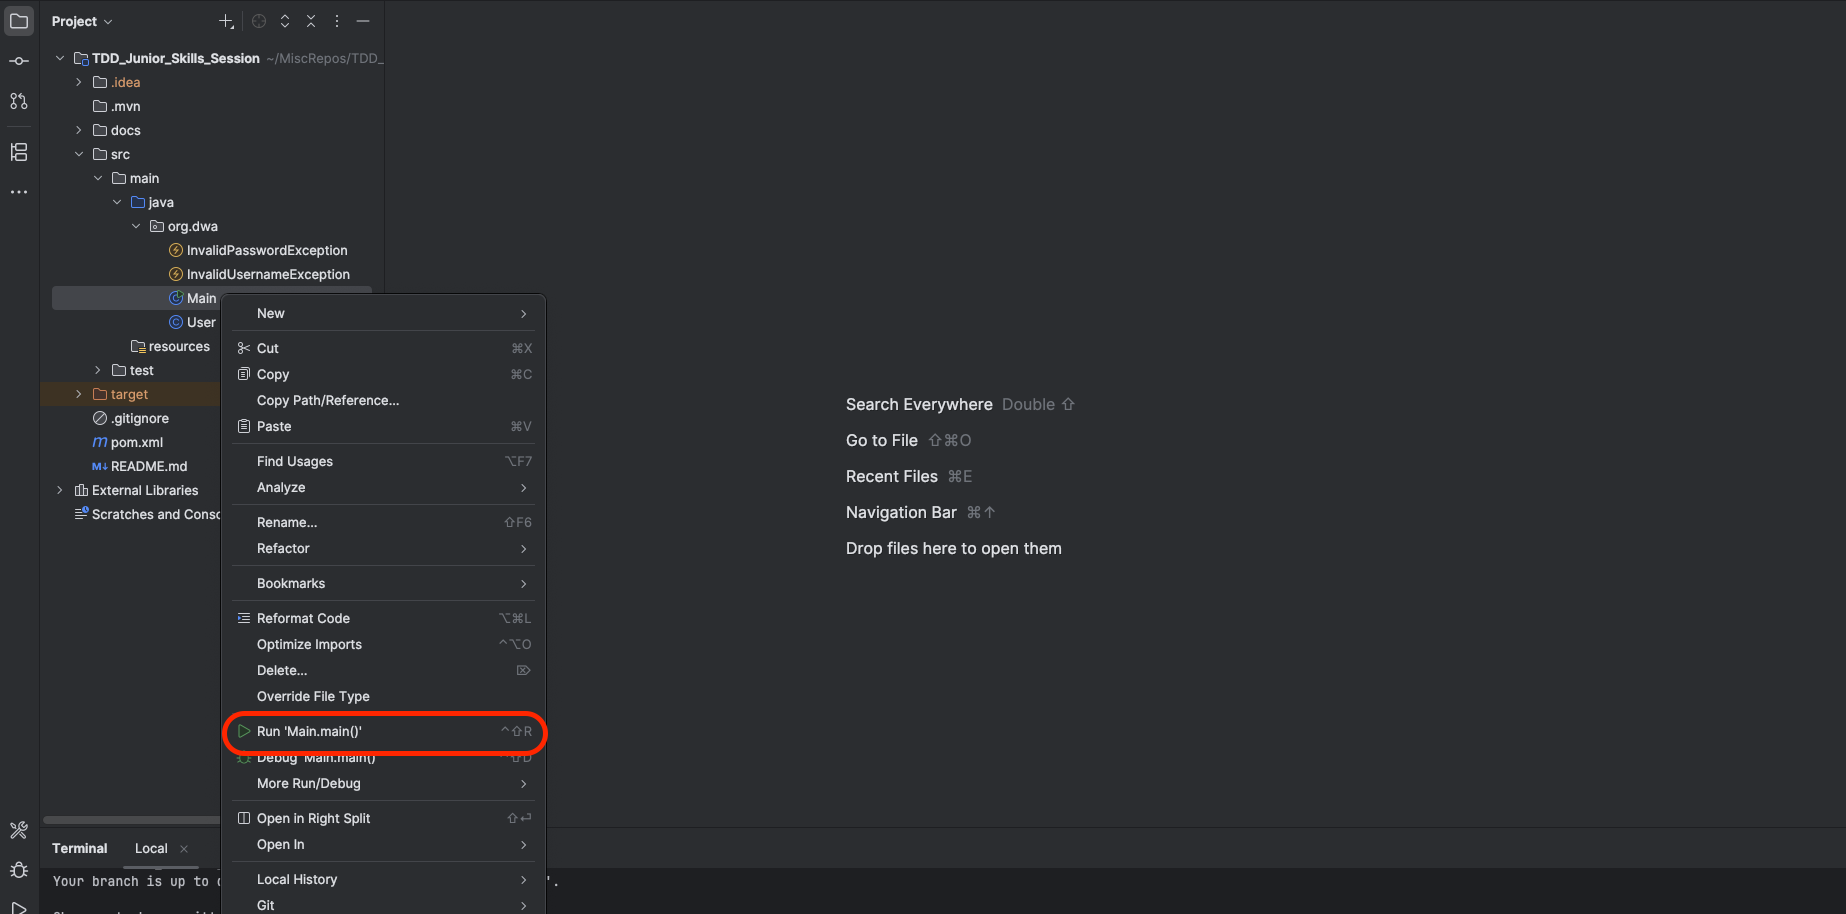 Project
TDD_Junior_Skills_Session ~/MiscRepos/TDD_
.idea
.mvn
docs
src
main
java
org.dwa
InvalidPasswordException
InvalidUsernameException
Main
User
resources
test
target
.gitignore
pom.xml
README.md
External Libraries
Scratches and Conso
New
Cut ⌘X
Copy ⌘C
Copy Path/Reference...
Paste ⌘V
Find Usages ⌥F7
Analyze
Rename... ⇧F6
Refactor
Bookmarks
Reformat Code ⌥⌘L
Optimize Imports ^⌥O
Delete... ⌦
Override File Type
Run 'Main.main()' ^⇧R
Debug 'Main.main()' ^⇧D
More Run/Debug
Open in Right Split ⇧⏎
Open In
Local History
Git
Search Everywhere Double ⇧
Go to File ⇧⌘O
Recent Files ⌘E
Navigation Bar ⌘↑
Drop files here to open them
Terminal Local
Your branch is up to '.